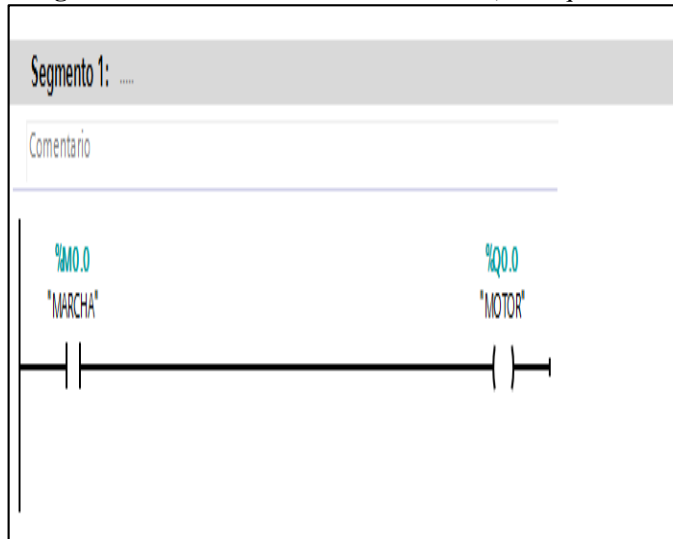 Segmento 1: .....
Comentario
%M0.0
"MARCHA"
%Q0.0
"MOTOR"